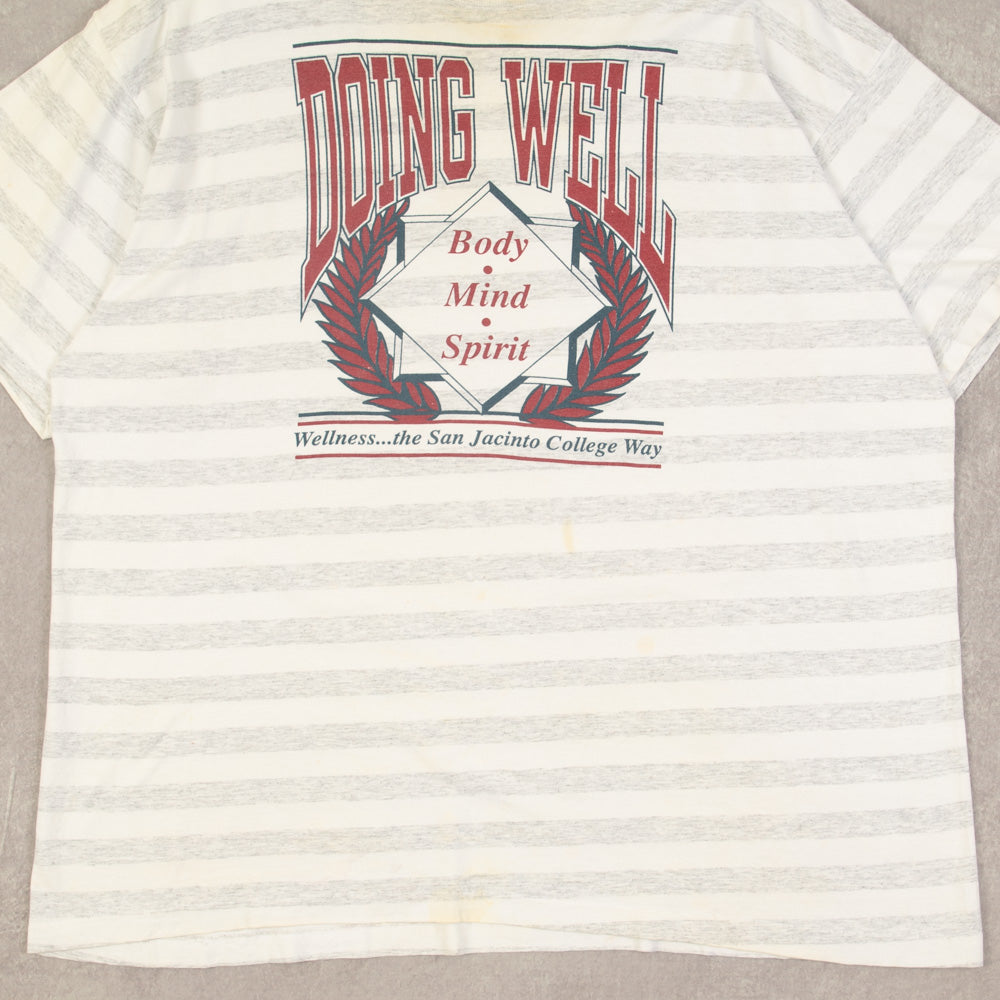 DOING WELL
Body
•
Mind
•
Spirit
Wellness...the San Jacinto College Way